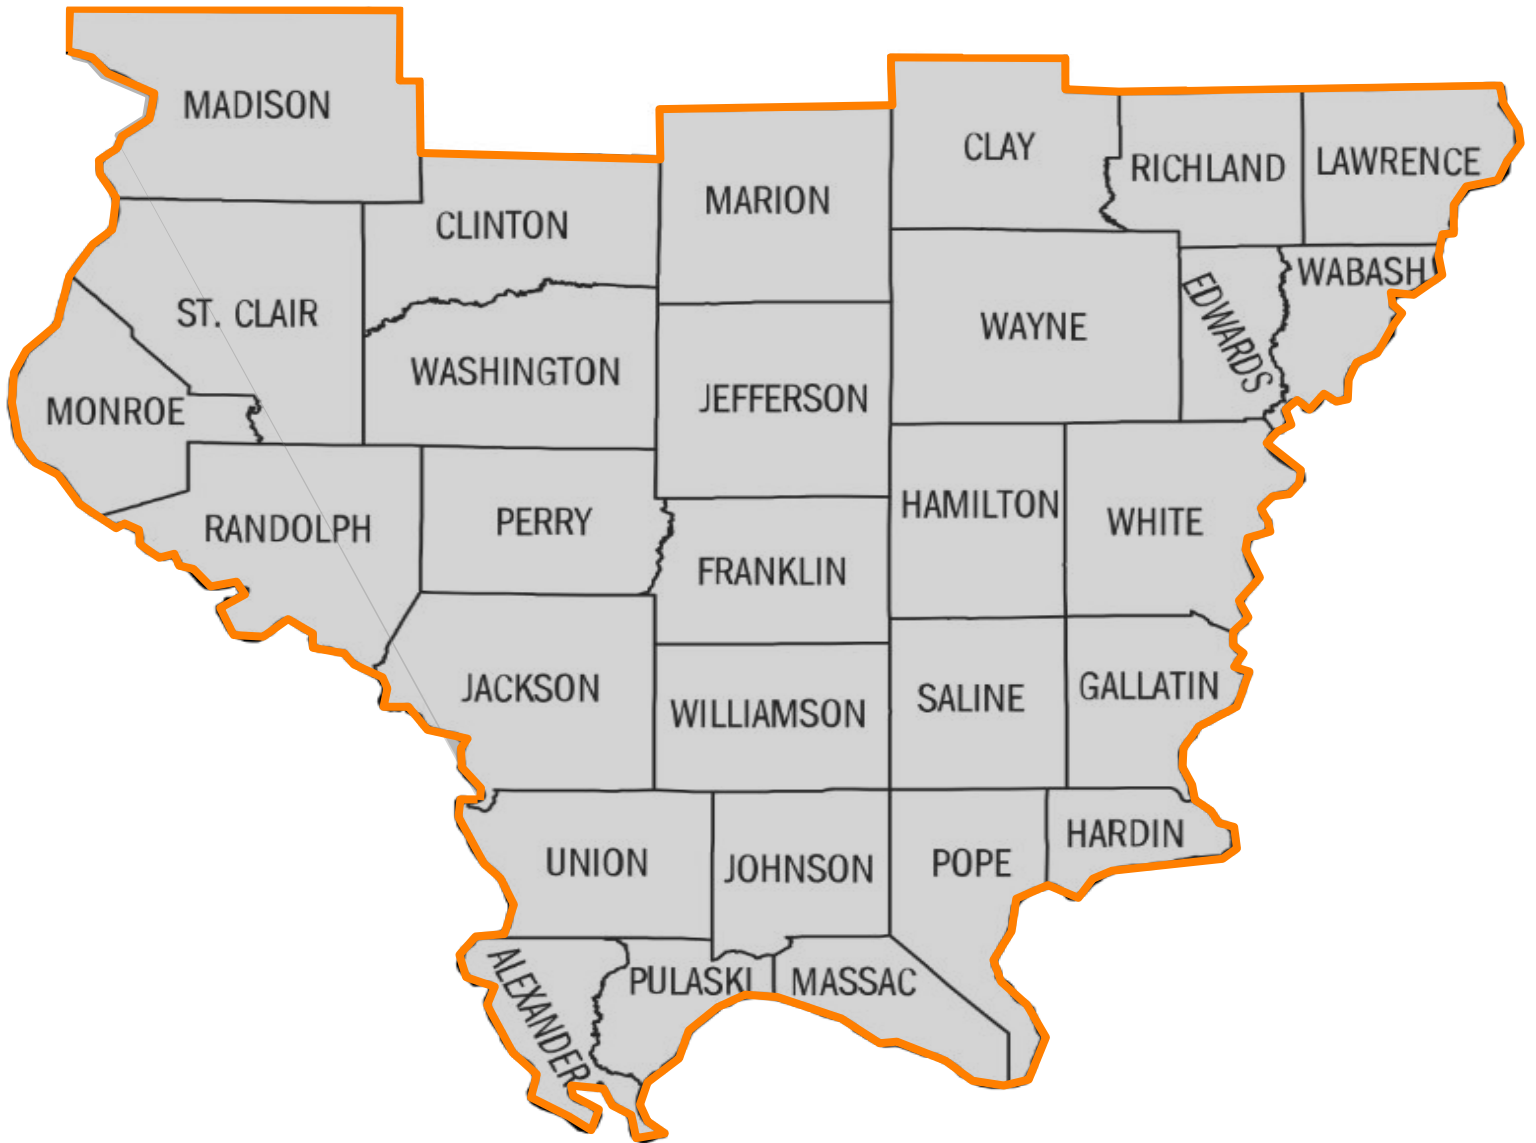 MADISON
CLAY
RICHLAND
LAWRENCE
MARION
CLINTON
WABASH
ST. CLAIR
EDWARDS
WAYNE
WASHINGTON
JEFFERSON
MONROE
HAMILTON
RANDOLPH
PERRY
WHITE
FRANKLIN
JACKSON
GALLATIN
SALINE
WILLIAMSON
HARDIN
UNION
JOHNSON
POPE
ALEXANDER
PULASKI
MASSAC